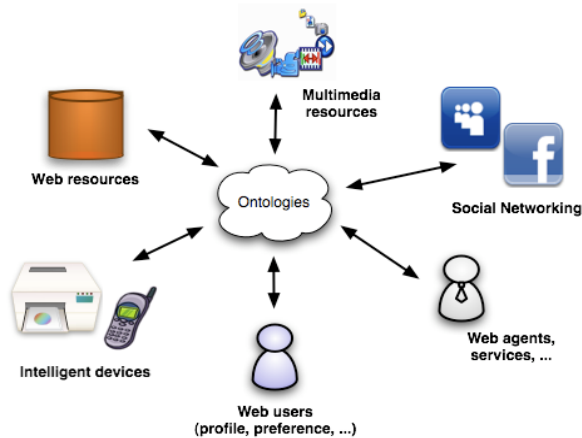 Multimedia
resources
Web resources
f
Ontologies
Social Networking
Intelligent devices
Web agents,
services, ...
Web users
(profile, preference, ...)